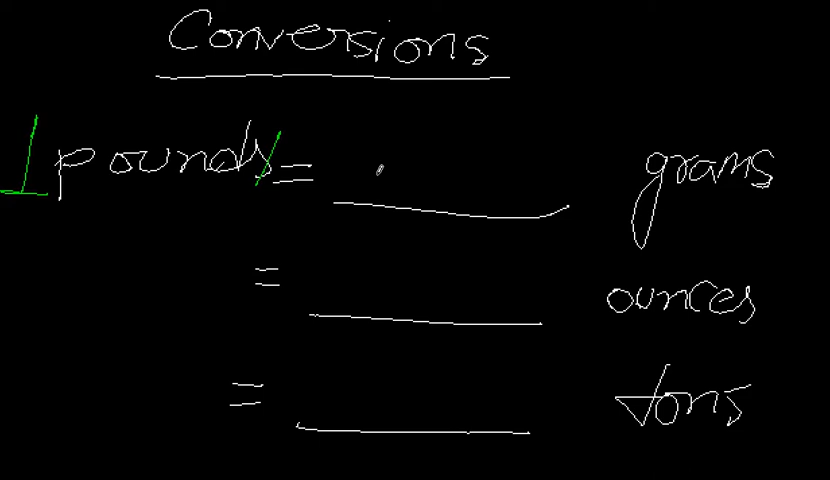 Conversions
1 pounds = ______ grams
= ______ ounces
= ______ tons